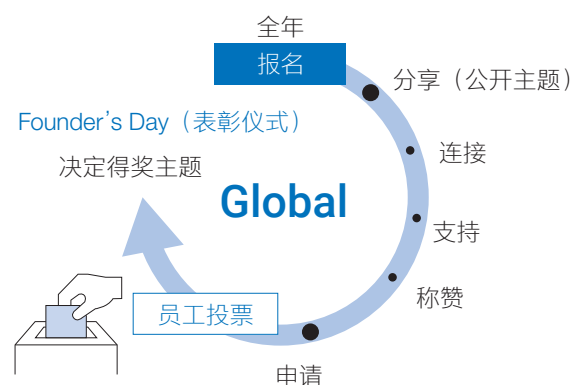 全年
报名
分享（公开主题）
连接
支持
称赞
申请
员工投票
Founder’s Day（表彰仪式）
决定得奖主题
Global